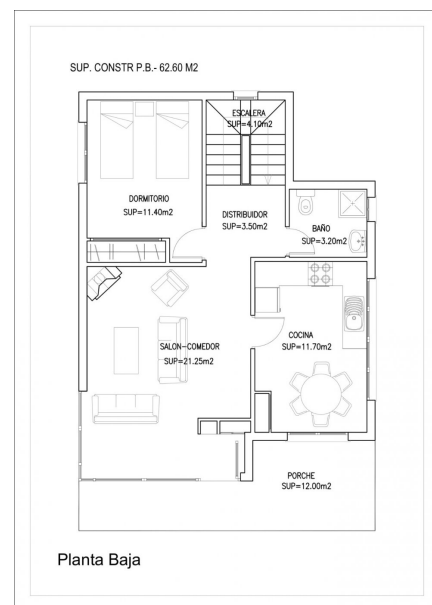 SUP. CONSTR P.B.- 62.60 M2
ESCALERA
SUP=4.10m2
DORMITORIO
SUP=11.40m2
DISTRIBUIDOR
SUP=3.50m2
BAÑO
SUP=3.20m2
SALON-COMEDOR
SUP=21.25m2
COCINA
SUP=11.70m2
PORCHE
SUP=12.00m2
Planta Baja